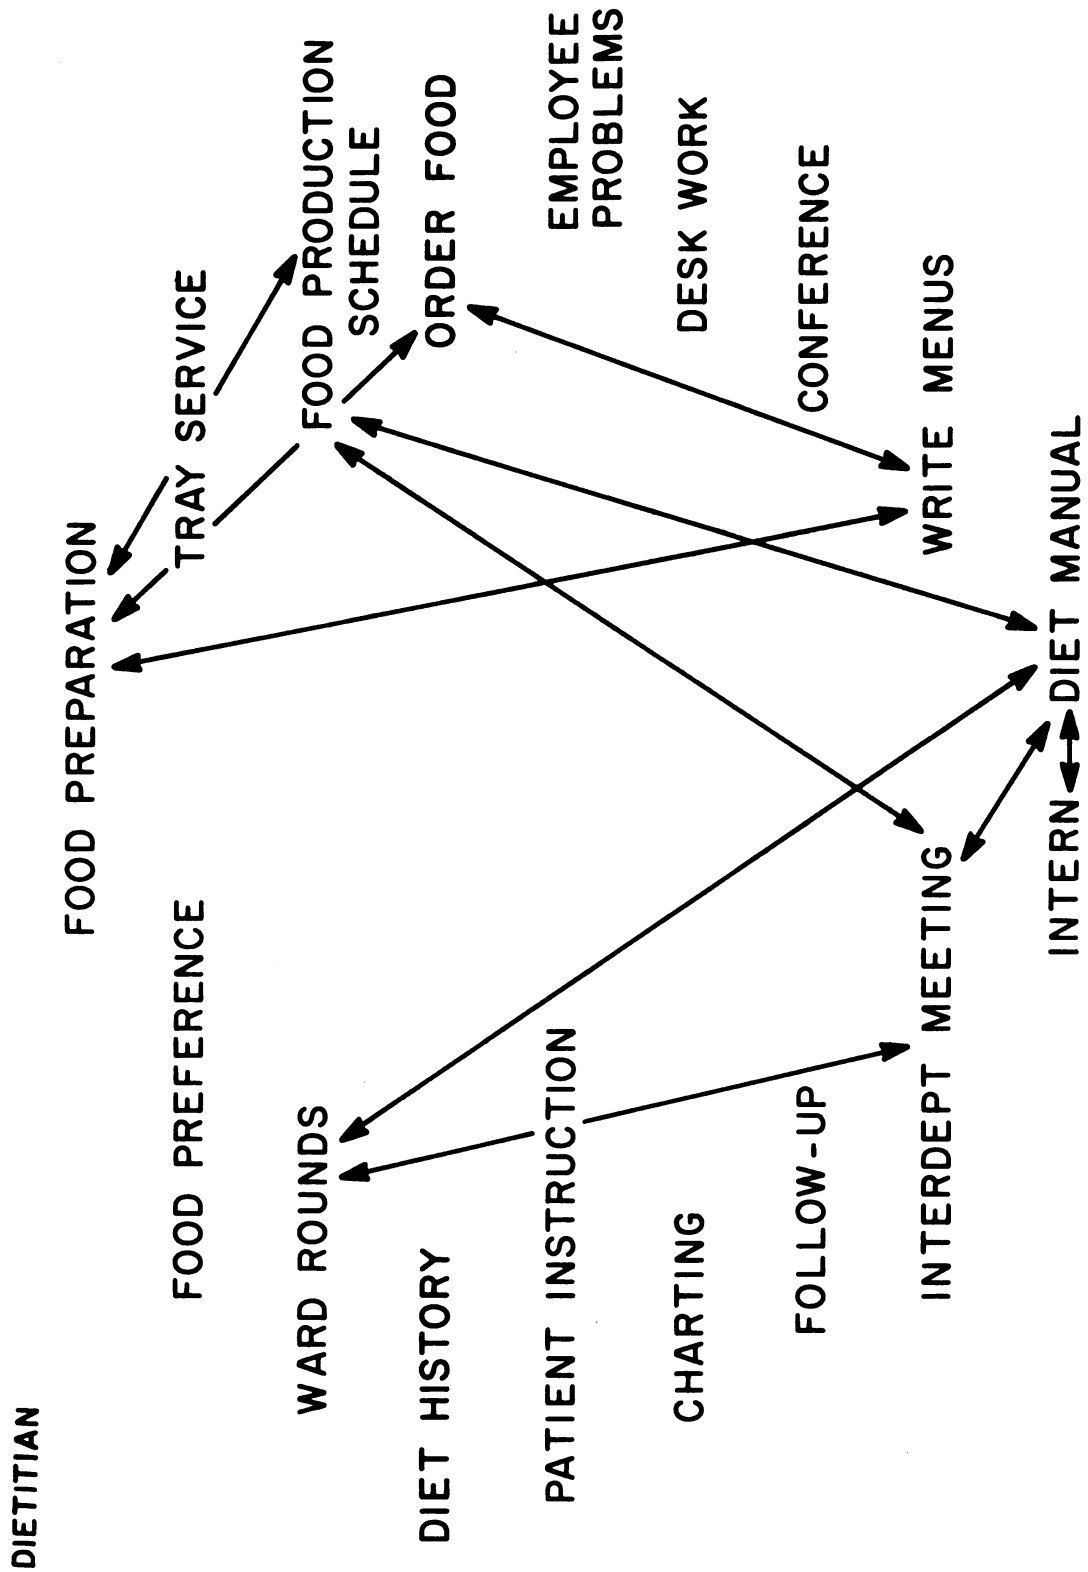 DIETITIAN
FOOD PREPARATION
FOOD PREFERENCE
TRAY SERVICE
WARD ROUNDS
FOOD PRODUCTION
SCHEDULE
DIET HISTORY
ORDER FOOD
PATIENT INSTRUCTION
EMPLOYEE
PROBLEMS
CHARTING
DESK WORK
FOLLOW-UP
CONFERENCE
INTERDEPT MEETING
WRITE MENUS
INTERN
DIET MANUAL